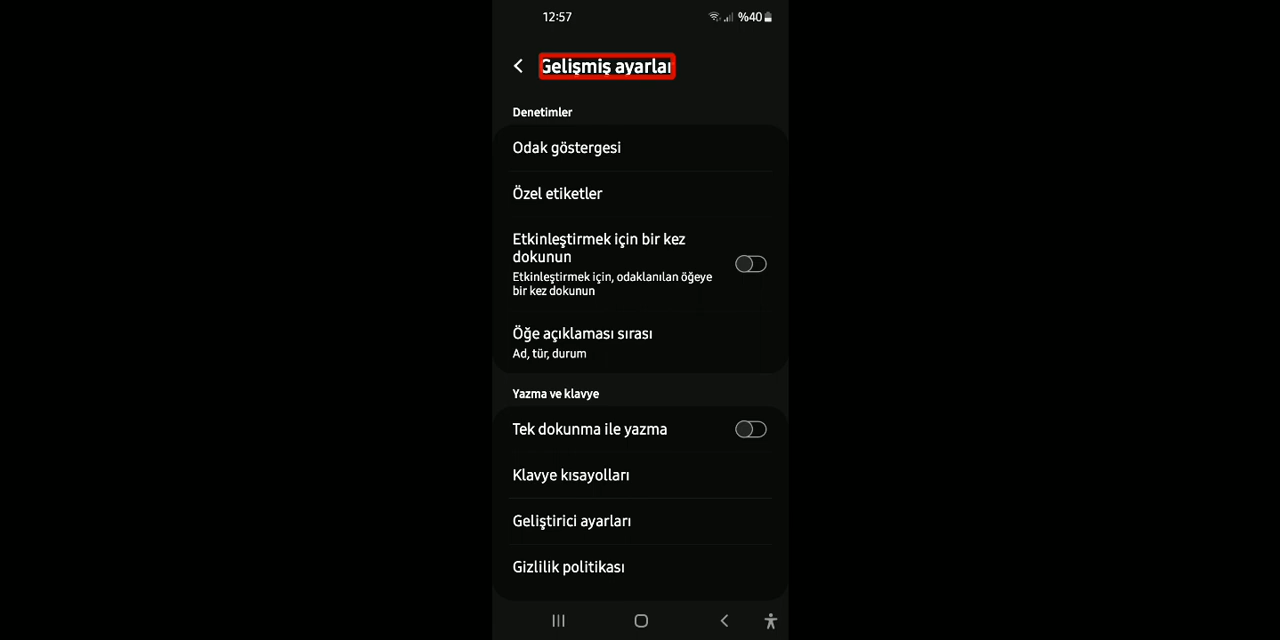 12:57
%40
Gelişmiş ayarlar
Denetimler
Odak göstergesi
Özel etiketler
Etkinleştirmek için bir kez
dokunun
Etkinleştirmek için, odaklanılan öğeye
bir kez dokunun
Öğe açıklaması sırası
Ad, tür, durum
Yazma ve klavye
Tek dokunma ile yazma
Klavye kısayolları
Geliştirici ayarları
Gizlilik politikası